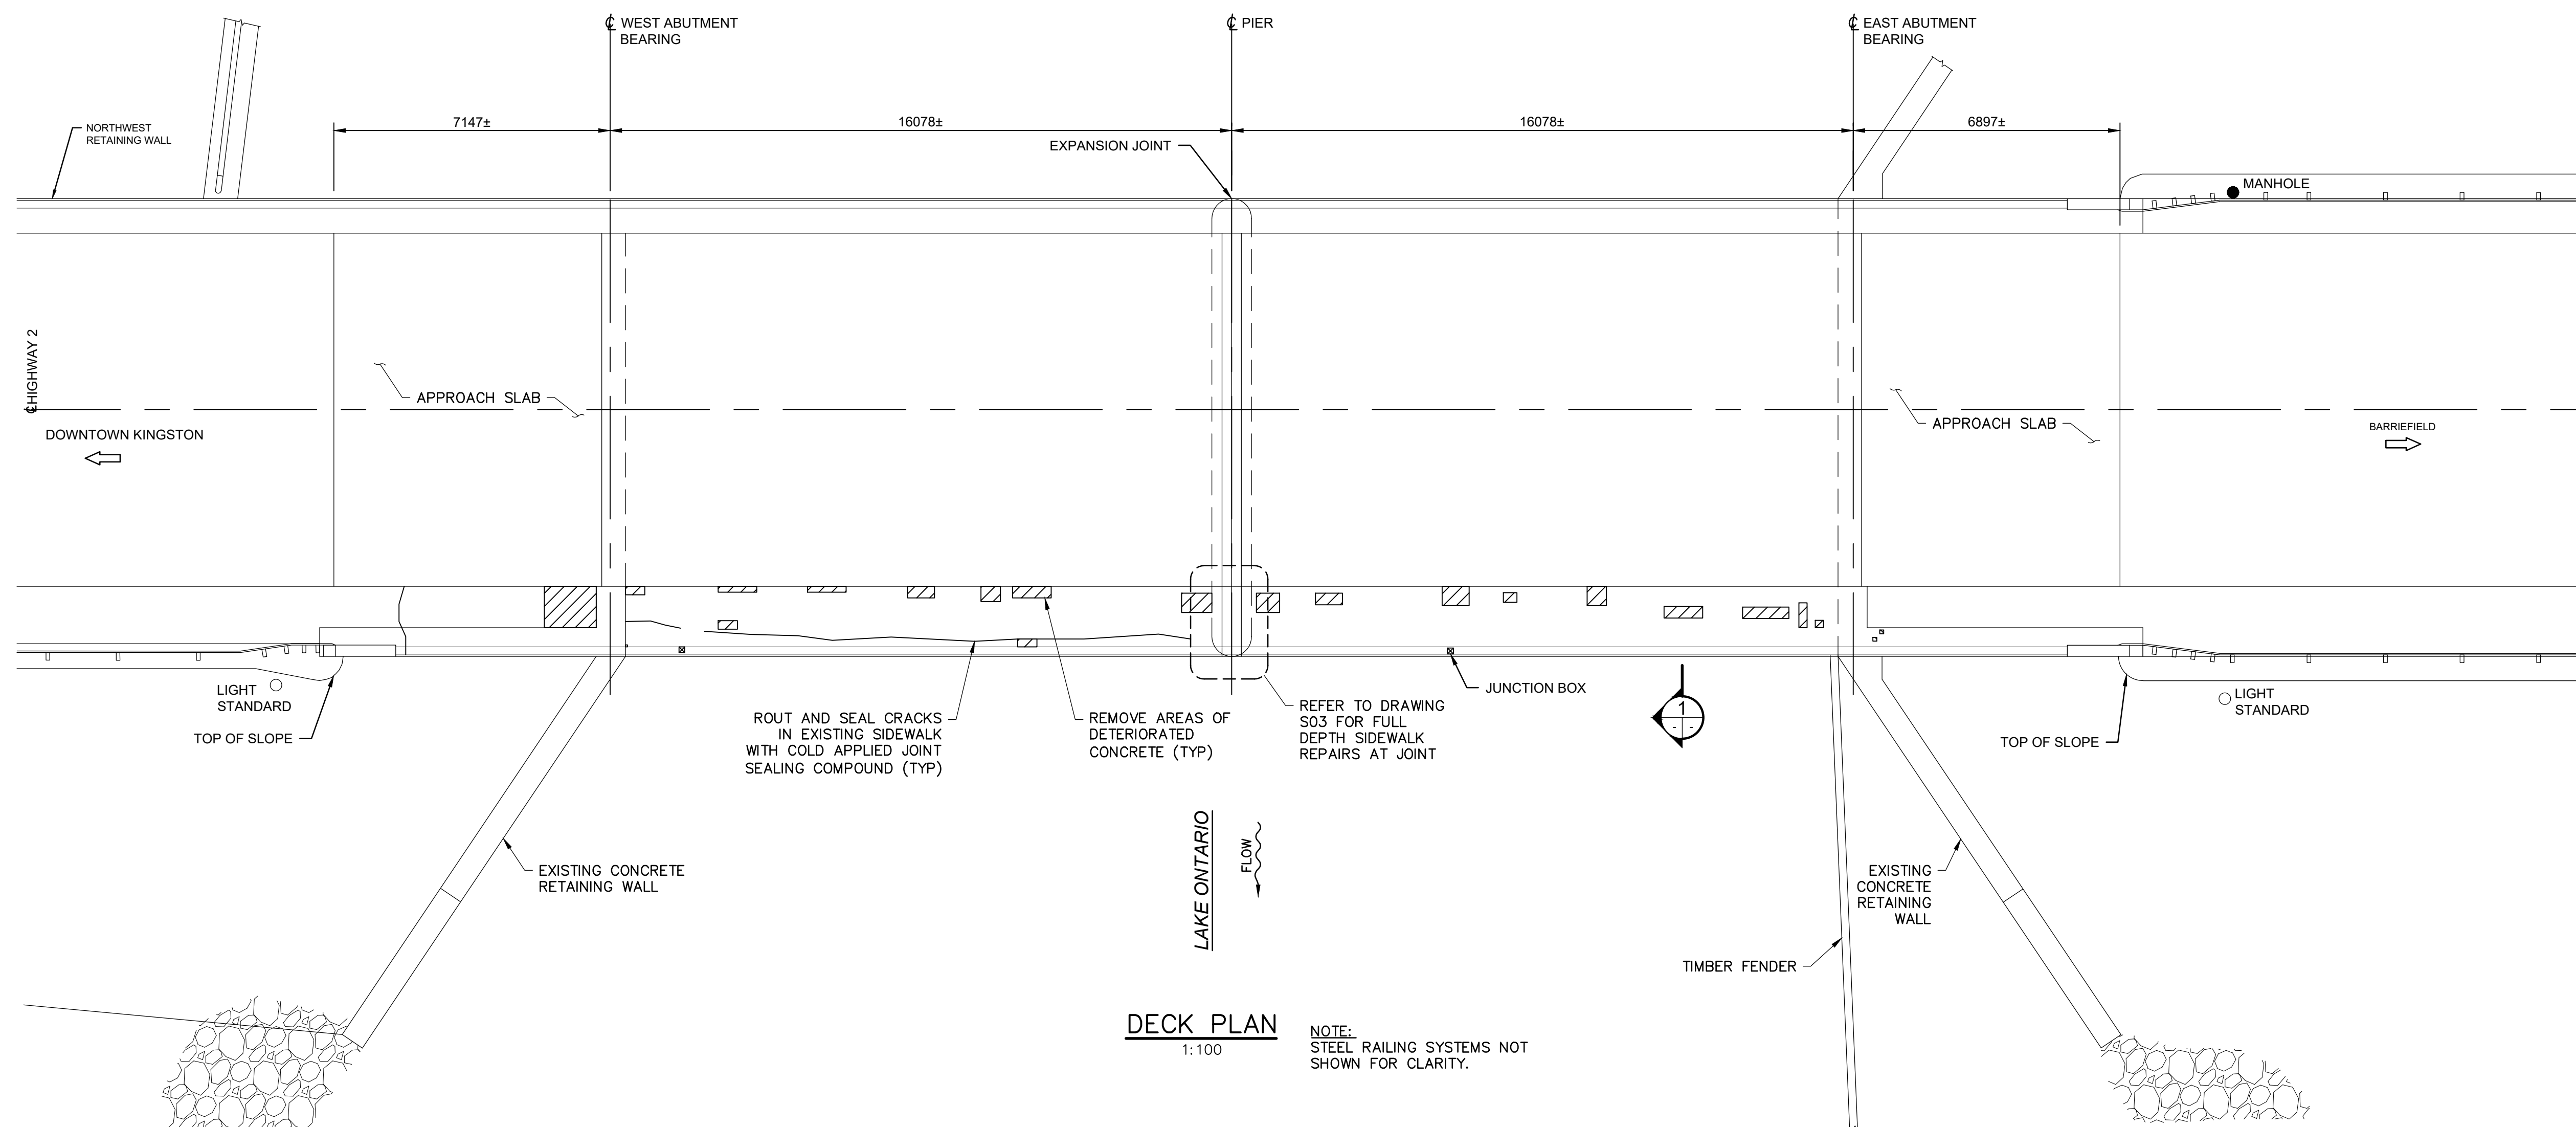 ℄ WEST ABUTMENT
BEARING
℄ PIER
℄ EAST ABUTMENT
BEARING
NORTHWEST
RETAINING WALL
7147±
16078±
16078±
6897±
EXPANSION JOINT
MANHOLE
℄HIGHWAY 2
APPROACH SLAB
APPROACH SLAB
DOWNTOWN KINGSTON
BARRIEFIELD
LIGHT
STANDARD
TOP OF SLOPE
ROUT AND SEAL CRACKS
IN EXISTING SIDEWALK
WITH COLD APPLIED JOINT
SEALING COMPOUND (TYP)
REMOVE AREAS OF
DETERIORATED
CONCRETE (TYP)
REFER TO DRAWING
S03 FOR FULL
DEPTH SIDEWALK
REPAIRS AT JOINT
JUNCTION BOX
1
- -
LIGHT
STANDARD
TOP OF SLOPE
EXISTING CONCRETE
RETAINING WALL
LAKE ONTARIO
FLOW
EXISTING
CONCRETE
RETAINING
WALL
TIMBER FENDER
DECK PLAN
1:100
NOTE:
STEEL RAILING SYSTEMS NOT
SHOWN FOR CLARITY.